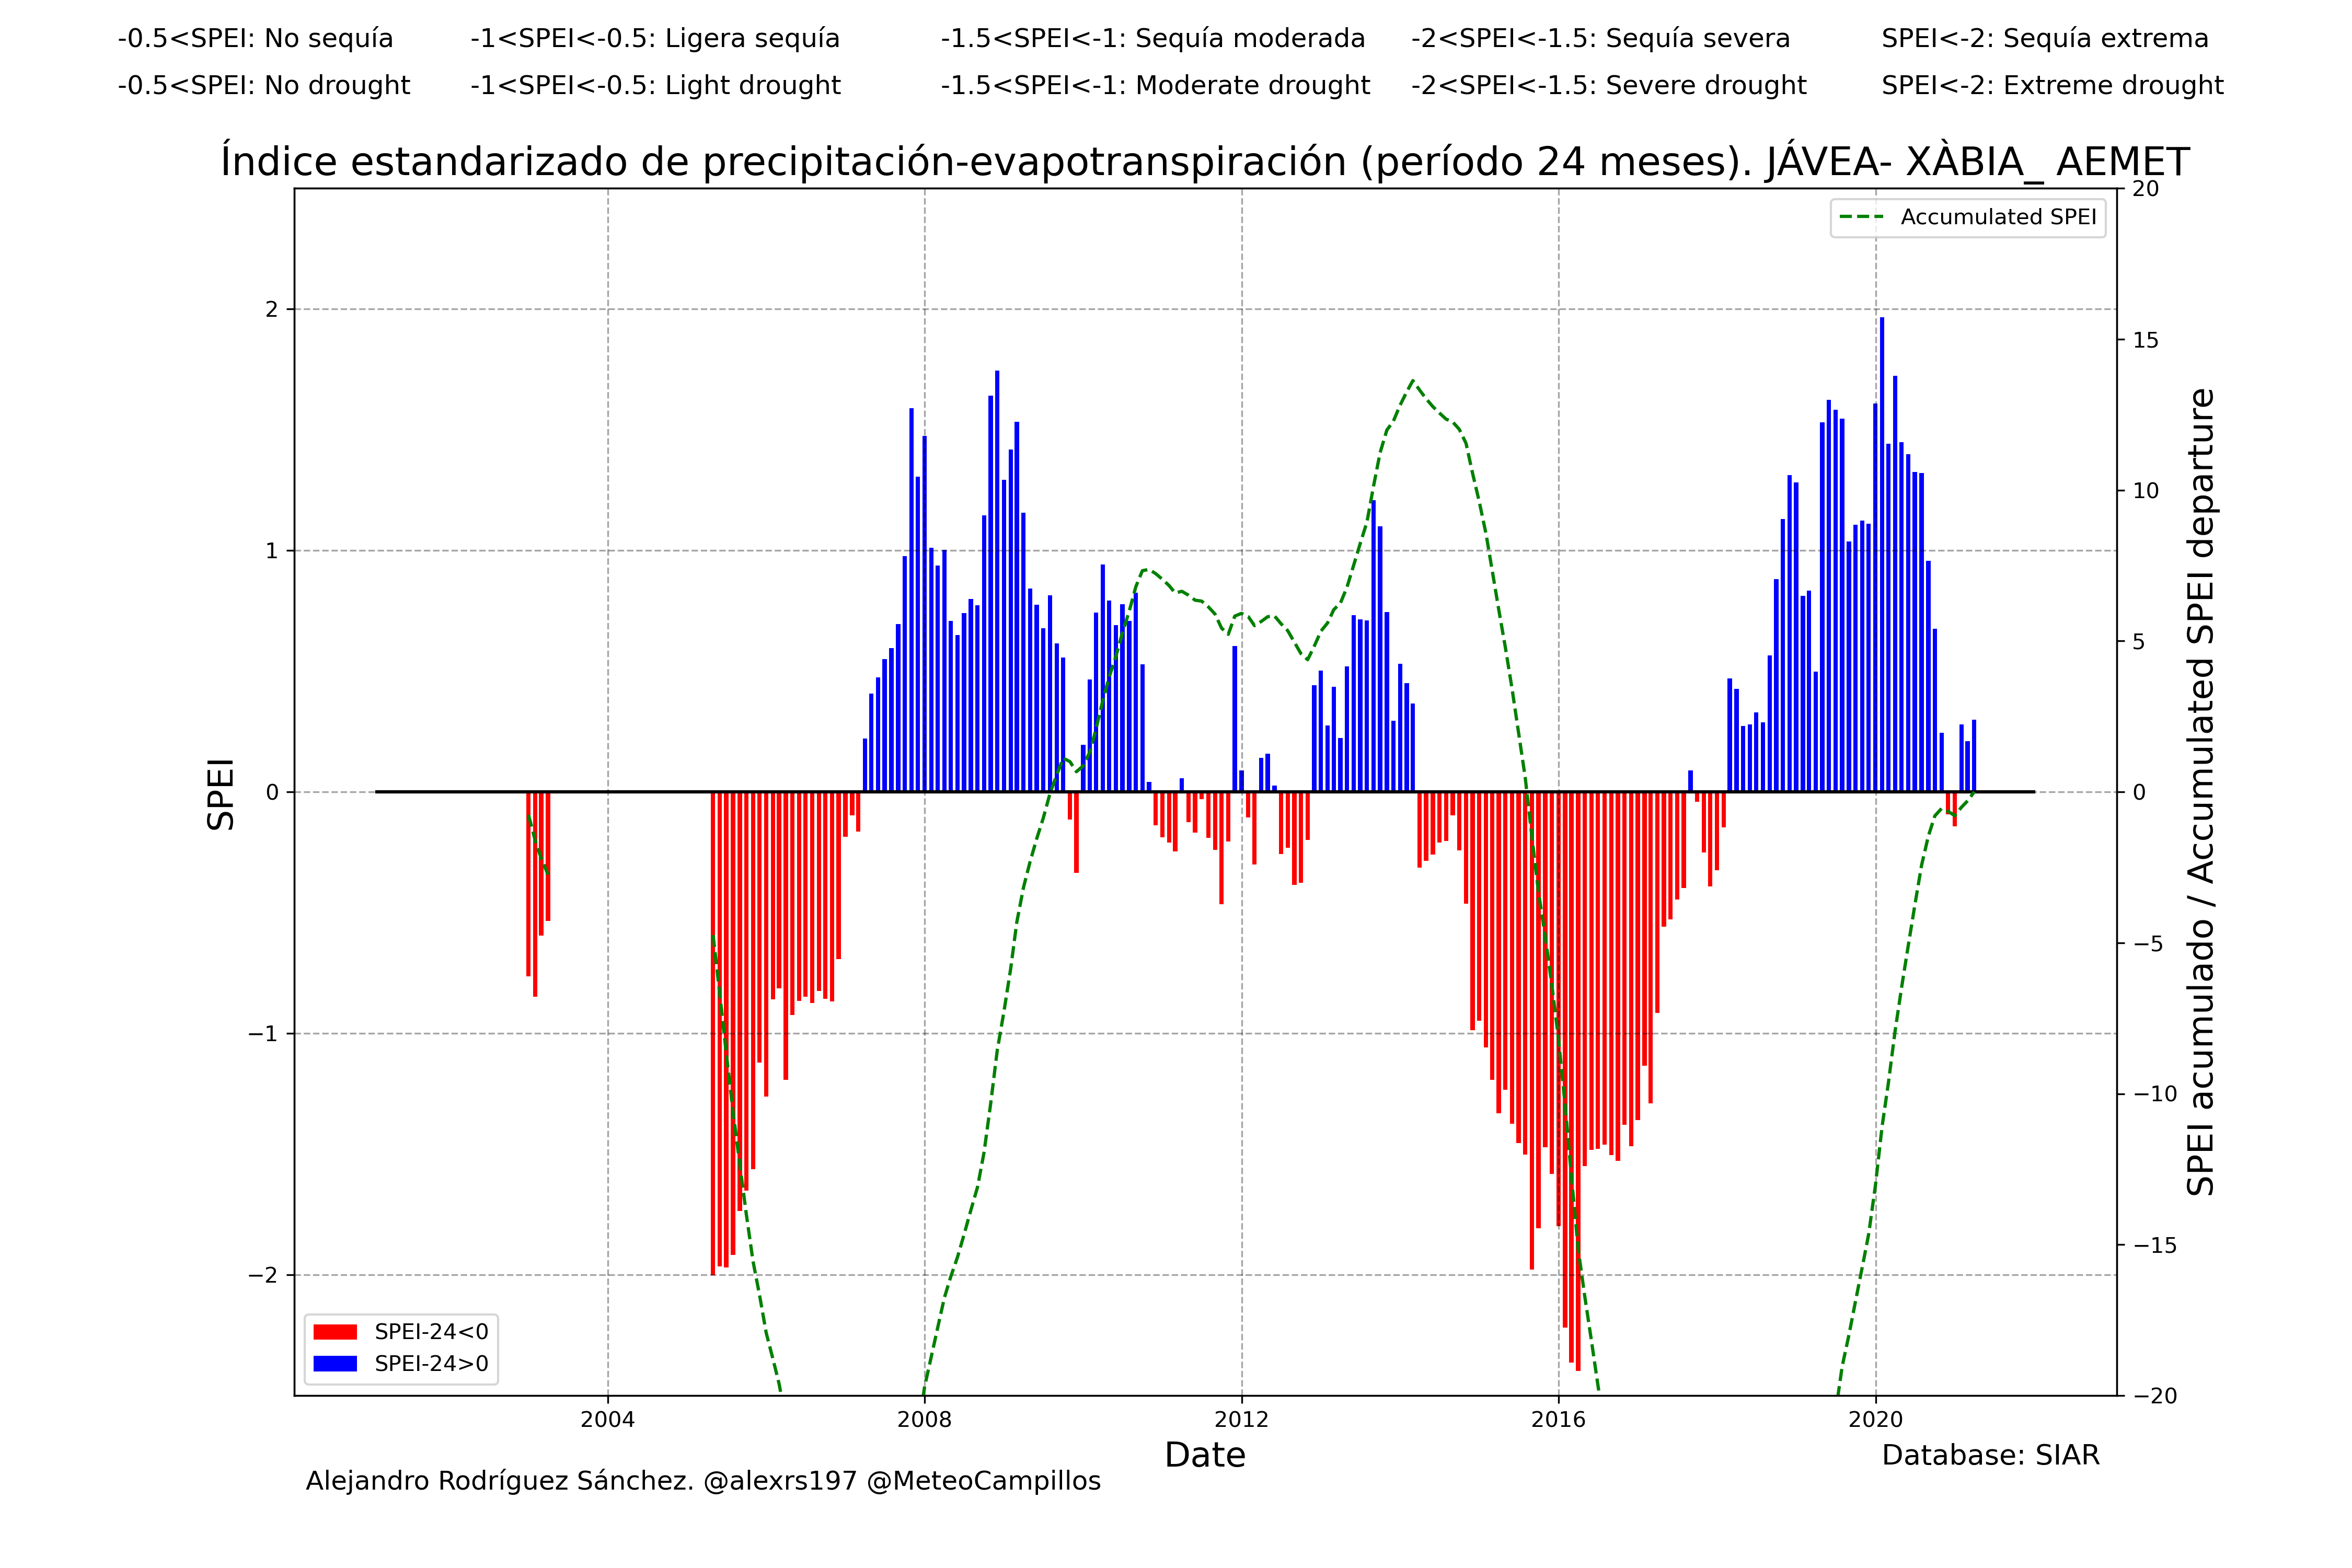 -0.5<SPEI: No sequía -1<SPEI<-0.5: Ligera sequía -1.5<SPEI<-1: Sequía moderada -2<SPEI<-1.5: Sequía severa SPEI<-2: Sequía extrema
-0.5<SPEI: No drought -1<SPEI<-0.5: Light drought -1.5<SPEI<-1: Moderate drought -2<SPEI<-1.5: Severe drought SPEI<-2: Extreme drought
Índice estandarizado de precipitación-evapotranspiración (período 24 meses). JÁVEA- XÀBIA_ AEMET
Accumulated SPEI
SPEI
2
1
0
−1
−2
20
15
10
5
0
−5
−10
−15
−20
SPEI acumulado / Accumulated SPEI departure
SPEI-24<0
SPEI-24>0
2004 2008 2012 2016 2020
Date
Database: SIAR
Alejandro Rodríguez Sánchez. @alexrs197 @MeteoCampillos